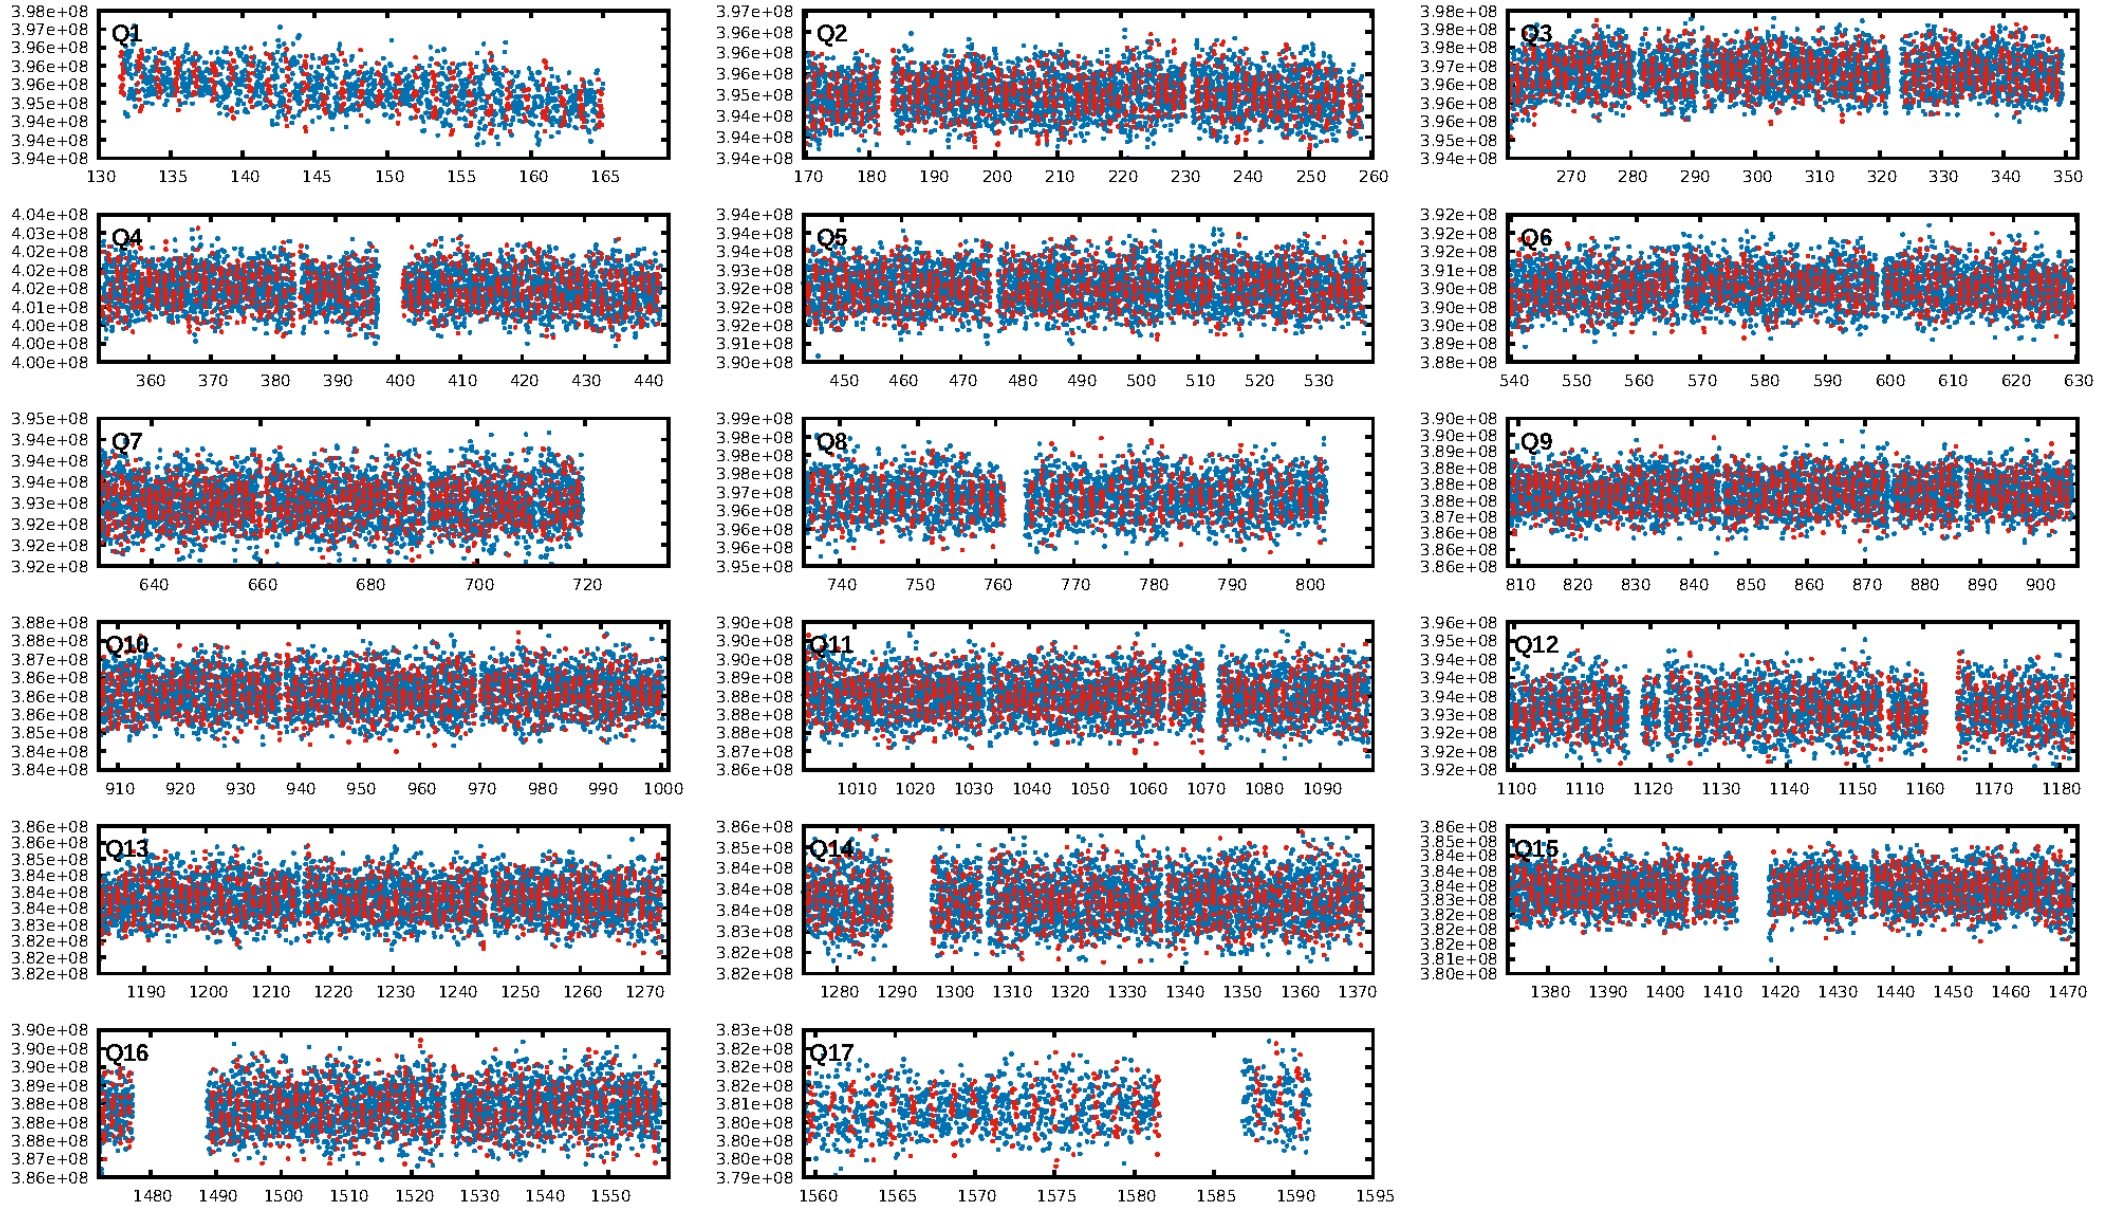 3.98e+08 3.97e+08 3.96e+08 3.96e+08 3.96e+08 3.95e+08 3.94e+08 3.94e+08 3.94e+08
Q1
130 135 140 145 150 155 160 165
3.97e+08 3.96e+08 3.96e+08 3.96e+08 3.95e+08 3.94e+08 3.94e+08 3.94e+08
Q2
170 180 190 200 210 220 230 240 250 260
3.98e+08 3.98e+08 3.98e+08 3.97e+08 3.96e+08 3.96e+08 3.96e+08 3.95e+08 3.94e+08
Q3
270 280 290 300 310 320 330 340 350
4.04e+08 4.03e+08 4.02e+08 4.02e+08 4.02e+08 4.01e+08 4.00e+08 4.00e+08 4.00e+08
Q4
360 370 380 390 400 410 420 430 440
3.94e+08 3.94e+08 3.94e+08 3.93e+08 3.92e+08 3.92e+08 3.92e+08 3.91e+08 3.90e+08
Q5
450 460 470 480 490 500 510 520 530
3.92e+08 3.92e+08 3.92e+08 3.91e+08 3.90e+08 3.90e+08 3.90e+08 3.89e+08 3.88e+08
Q6
540 550 560 570 580 590 600 610 620 630
3.95e+08 3.94e+08 3.94e+08 3.94e+08 3.93e+08 3.92e+08 3.92e+08 3.92e+08
Q7
640 660 680 700 720
3.99e+08 3.98e+08 3.98e+08 3.98e+08 3.97e+08 3.96e+08 3.96e+08 3.96e+08 3.95e+08
Q8
740 750 760 770 780 790 800
3.90e+08 3.90e+08 3.89e+08 3.88e+08 3.88e+08 3.88e+08 3.87e+08 3.86e+08 3.86e+08
Q9
810 820 830 840 850 860 870 880 890 900
3.88e+08 3.88e+08 3.87e+08 3.86e+08 3.86e+08 3.86e+08 3.85e+08 3.84e+08 3.84e+08
Q10
910 920 930 940 950 960 970 980 990 1000
3.90e+08 3.90e+08 3.90e+08 3.89e+08 3.88e+08 3.88e+08 3.88e+08 3.87e+08 3.86e+08
Q11
1010 1020 1030 1040 1050 1060 1070 1080 1090
3.96e+08 3.95e+08 3.94e+08 3.94e+08 3.94e+08 3.93e+08 3.92e+08 3.92e+08 3.92e+08
Q12
1100 1110 1120 1130 1140 1150 1160 1170 1180
3.86e+08 3.86e+08 3.85e+08 3.84e+08 3.84e+08 3.84e+08 3.83e+08 3.82e+08 3.82e+08 3.82e+08
Q13
1190 1200 1210 1220 1230 1240 1250 1260 1270
3.86e+08 3.85e+08 3.84e+08 3.84e+08 3.84e+08 3.83e+08 3.82e+08 3.82e+08
Q14
1280 1290 1300 1310 1320 1330 1340 1350 1360 1370
3.86e+08 3.85e+08 3.84e+08 3.84e+08 3.84e+08 3.83e+08 3.82e+08 3.82e+08 3.82e+08 3.81e+08 3.80e+08
Q15
1380 1390 1400 1410 1420 1430 1440 1450 1460 1470
3.90e+08 3.90e+08 3.90e+08 3.89e+08 3.88e+08 3.88e+08 3.88e+08 3.87e+08 3.86e+08
Q16
1480 1490 1500 1510 1520 1530 1540 1550
3.83e+08 3.82e+08 3.82e+08 3.82e+08 3.81e+08 3.80e+08 3.80e+08 3.80e+08 3.79e+08
Q17
1560 1565 1570 1575 1580 1585 1590 1595